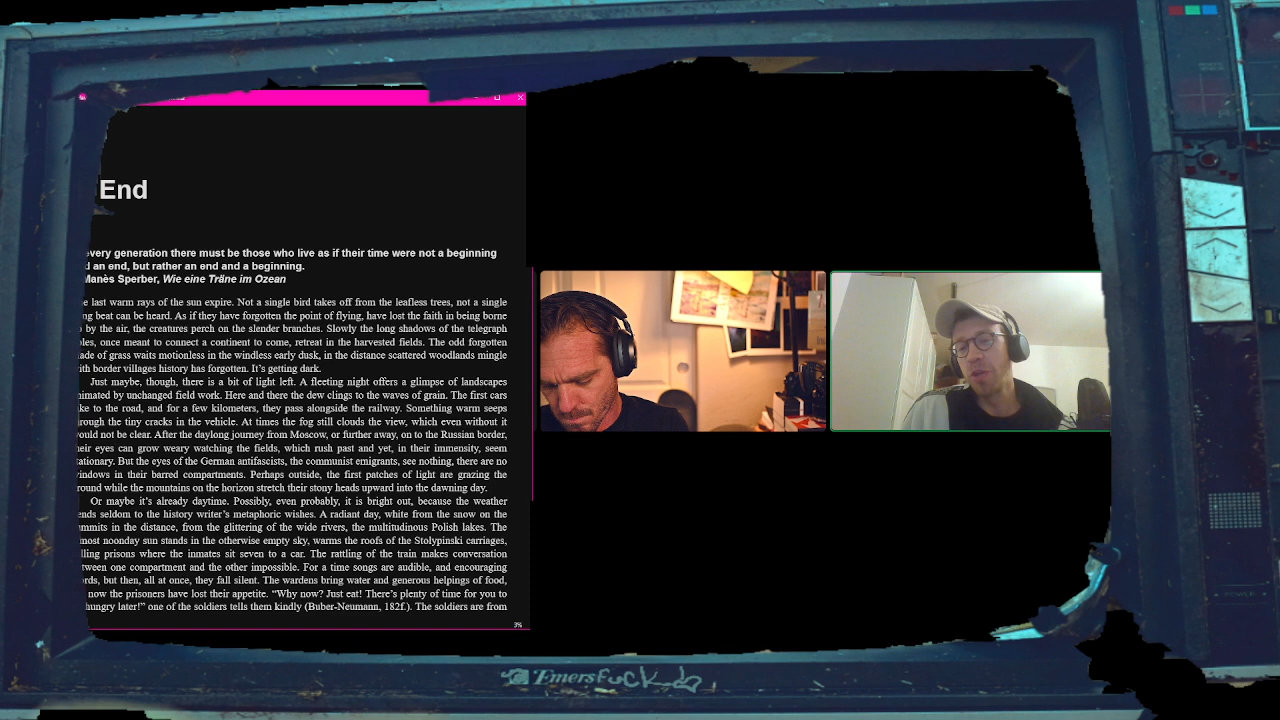 End
every generation there must be those who live as if their time were not a beginning
an end, but rather an end and a beginning.
Manès Sperber, Wie eine Träne im Ozean
last warm rays of the sun expire. Not a single bird takes off from the leafless trees, not a single
beat can be heard. As if they have forgotten the point of flying, have lost the faith in being borne
by the air, the creatures perch on the slender branches. Slowly the long shadows of the telegraph
once meant to connect a continent to come, retreat in the harvested fields. The odd forgotten
of grass waits motionless in the windless early dusk, in the distance scattered woodlands mingle
border villages history has forgotten. It's getting dark.
Just maybe, though, there is a bit of light left. A fleeting night offers a glimpse of landscapes
by unchanged field work. Here and there the dew clings to the waves of grain. The first cars
to the road, and for a few kilometers, they pass alongside the railway. Something warm seeps
the tiny cracks in the vehicle. At times the fog still clouds the view, which even without it
would not be clear. After the daylong journey from Moscow, or further away, on to the Russian border,
eyes can grow weary watching the fields, which rush past and yet, in their immensity, seem
But the eyes of the German antifascists, the communist emigrants, see nothing, there are no
in their barred compartments. Perhaps outside, the first patches of light are grazing the
while the mountains on the horizon stretch their stony heads upward into the dawning day.
Or maybe it's already daytime. Possibly, even probably, it is bright out, because the weather
seldom to the history writer's metaphoric wishes. A radiant day, white from the snow on the
in the distance, from the glittering of the wide rivers, the multitudinous Polish lakes. The
noonday sun stands in the otherwise empty sky, warms the roofs of the Stolypinski carriages,
prisons where the inmates sit seven to a car. The rattling of the train makes conversation
between one compartment and the other impossible. For a time songs are audible, and encouraging
but then, all at once, they fall silent. The wardens bring water and generous helpings of food,
now the prisoners have lost their appetite. “Why now? Just eat! There's plenty of time for you to
hungry later!” one of the soldiers tells them kindly (Buber-Neumann, 182f.). The soldiers are from
3%
POWER